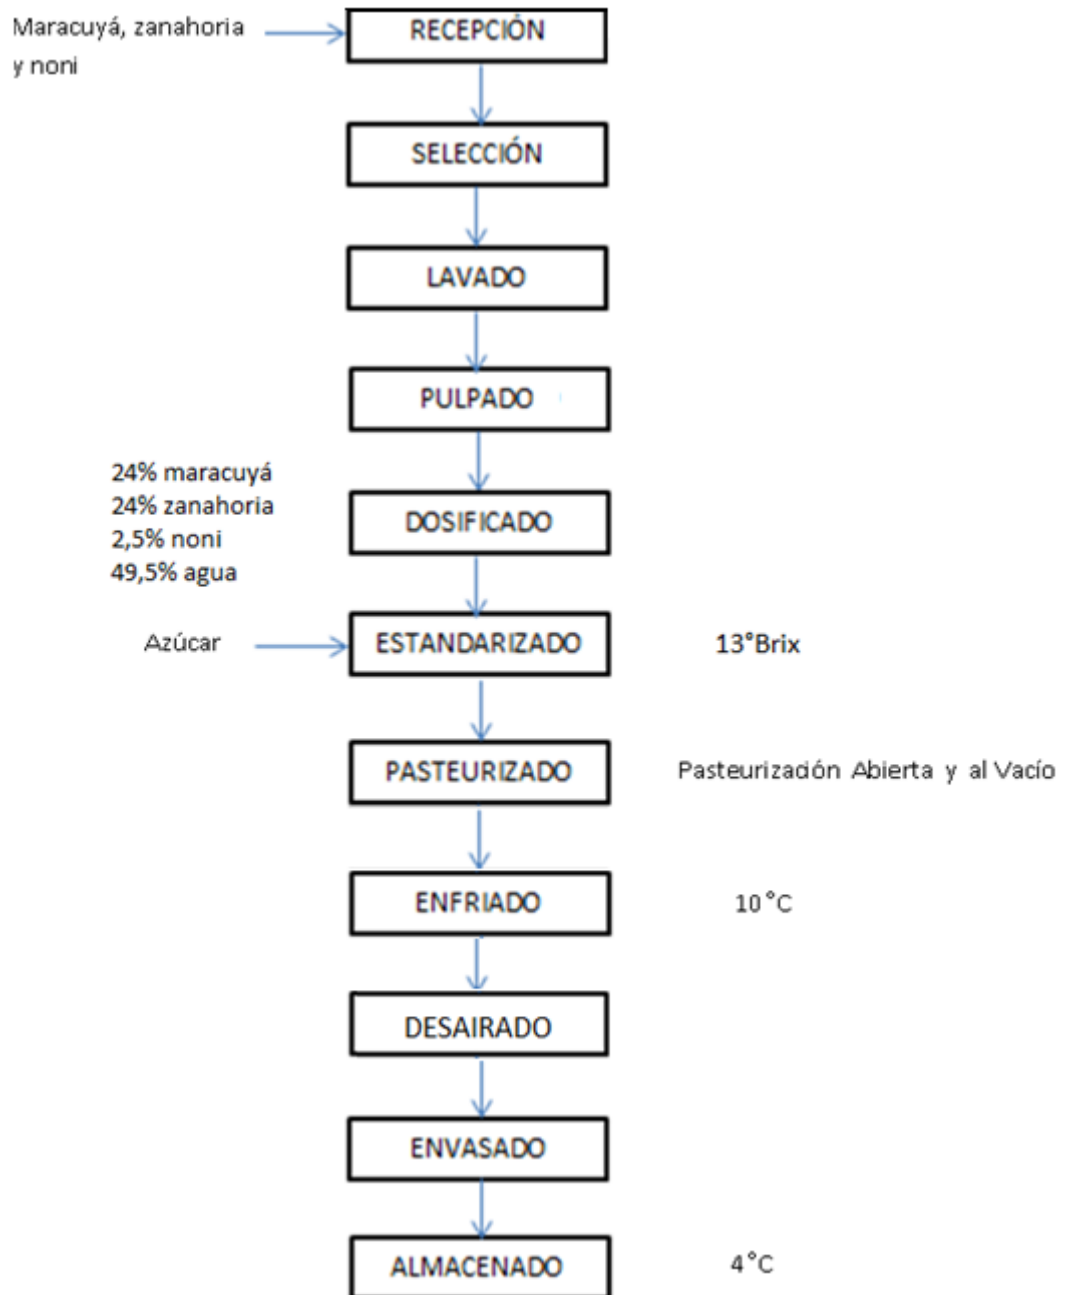 Maracuyá, zanahoria
y noni
RECEPCIÓN
SELECCIÓN
LAVADO
PULPADO
24% maracuyá
24% zanahoria
2,5% noni
49,5% agua
DOSIFICADO
Azúcar
ESTANDARIZADO
13°Brix
PASTEURIZADO
Pasteurización Abierta y al Vacío
ENFRIADO
10°C
DESAIRADO
ENVASADO
ALMACENADO
4°C